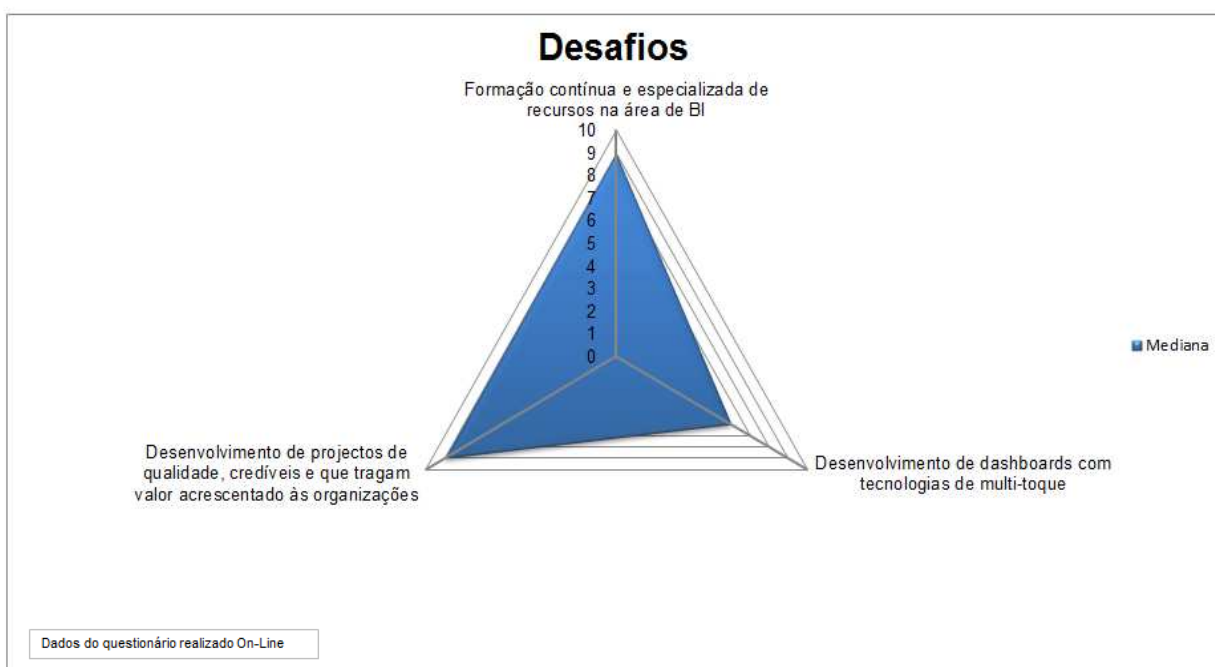 Desafios
Formação contínua e especializada de
recursos na área de BI
10
9
8
7
6
5
4
3
2
1
0
Mediana
Desenvolvimento de projectos de
qualidade, credíveis e que tragam
valor acrescentado às organizações
Desenvolvimento de dashboards com
tecnologias de multi-toque
Dados do questionário realizado On-Line